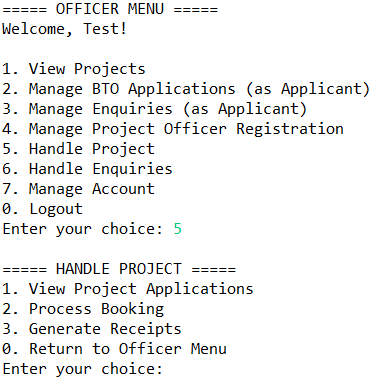 ===== OFFICER MENU =====
Welcome, Test!
1. View Projects
2. Manage BTO Applications (as Applicant)
3. Manage Enquiries (as Applicant)
4. Manage Project Officer Registration
5. Handle Project
6. Handle Enquiries
7. Manage Account
0. Logout
Enter your choice: 5
===== HANDLE PROJECT =====
1. View Project Applications
2. Process Booking
3. Generate Receipts
0. Return to Officer Menu
Enter your choice: